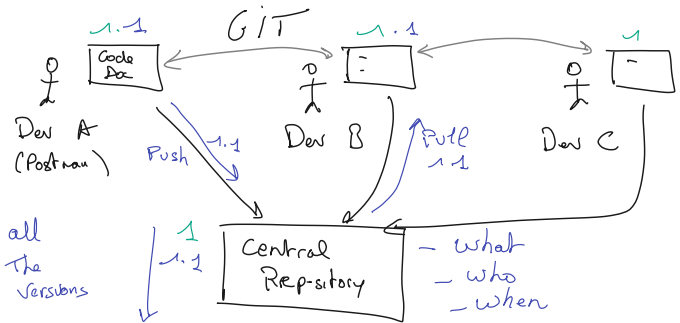 GIT
1.1
1.1
1
Code
Doc
Dev A
(Postman)
Dev B
Dev C
Push
1.1
Pull
1.1
all
The
versions
1
1.1
Central
Rep-sitory
- what
- who
- when